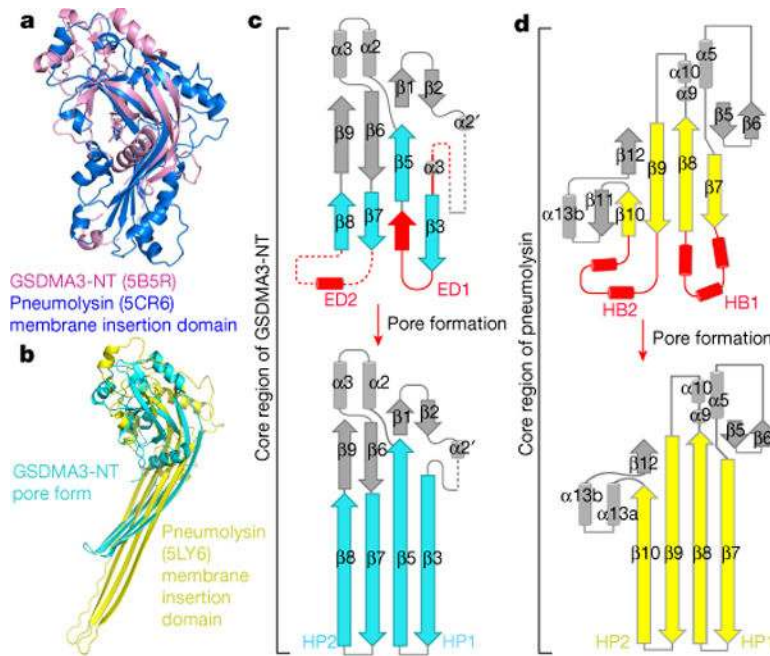 a
GSDMA3-NT (5B5R)
Pneumolysin (5CR6)
membrane insertion domain
b
GSDMA3-NT
pore form
Pneumolysin
(5LY6)
membrane
insertion
domain
c
Core region of GSDMA3-NT
α3
α2
β1
β2
α2′
β9
β6
β5
α3
β8
β7
β3
ED2
ED1
Pore formation
α3
α2
β1
β2
α2′
β9
β6
β8
β7
β5
β3
HP2
HP1
d
Core region of pneumolysin
α5
α10
α9
β5
β6
β12
β9
β8
β7
α13b
β11
β10
HB2
HB1
Pore formation
α10
α5
α9
β5
β6
β12
α13b
α13a
β10
β9
β8
β7
HP2
HP1